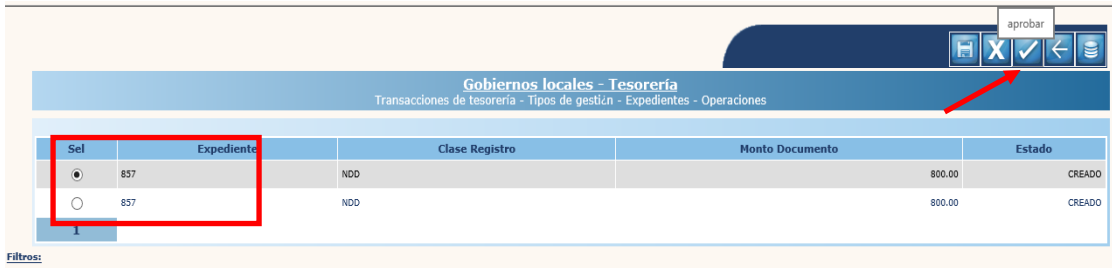 aprobar
X
Gobiernos locales - Tesorería
Transacciones de tesorería - Tipos de gesti¿n - Expedientes - Operaciones
Sel Expediente Clase Registro Monto Documento Estado
857 NDD 800.00 CREADO
857 NDD 800.00 CREADO
1
Filtros: